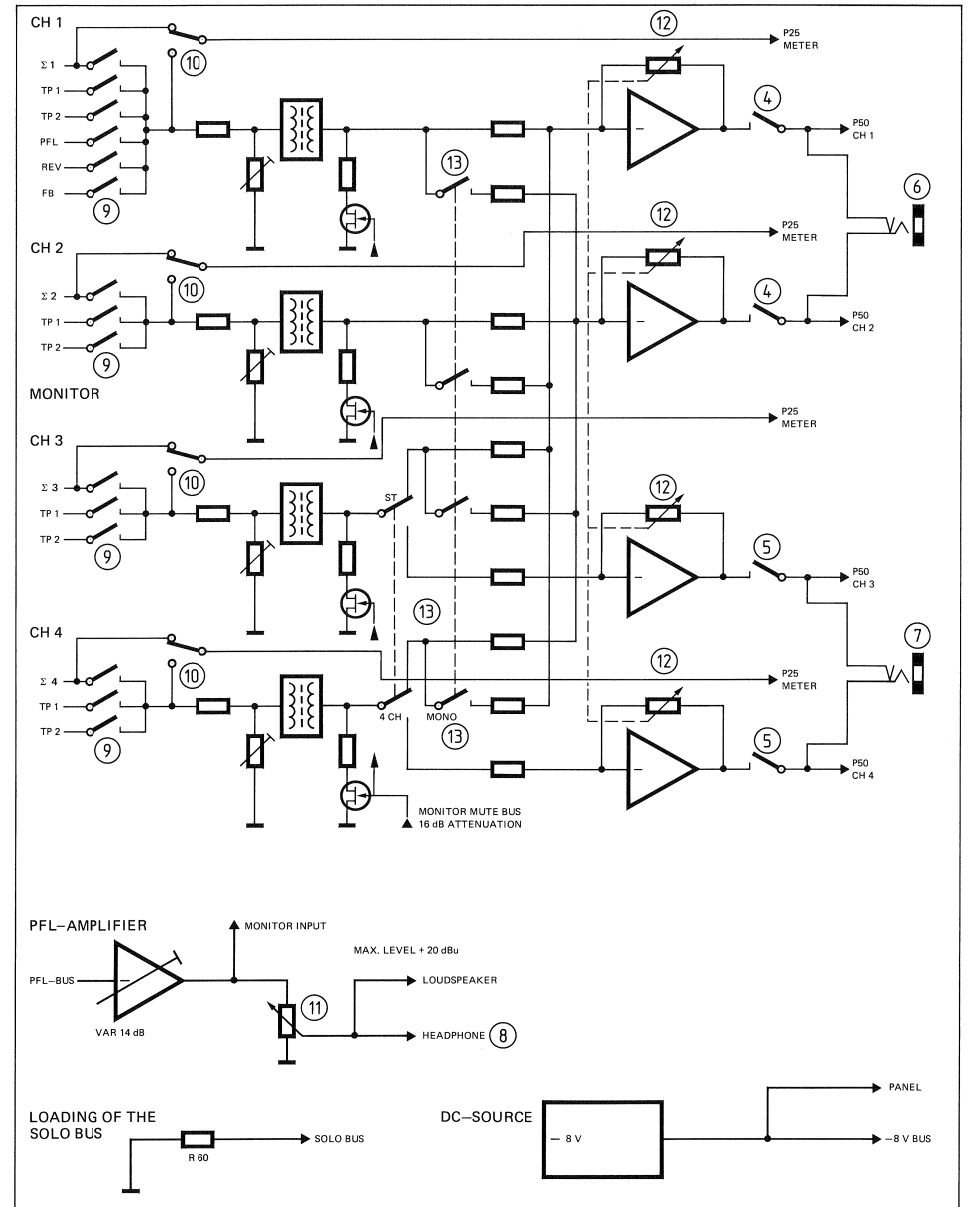 CH 1
12
P25
METER
Σ 1
10
TP 1
TP 2
4
P50
CH 1
PFL
REV
13
FB
9
6
12
CH 2
P25
METER
10
Σ 2
4
TP 1
P50
CH 2
TP 2
9
MONITOR
P25
METER
CH 3
10
12
Σ 3
ST
TP 1
TP 2
9
5
P50
CH 3
13
CH 4
7
10
12
P25
METER
Σ 4
TP 1
4 CH
MONO
TP 2
9
13
5
P50
CH 4
MONITOR MUTE BUS
16 dB ATTENUATION
PFL–AMPLIFIER
MONITOR INPUT
MAX. LEVEL + 20 dBu
PFL–BUS
LOUDSPEAKER
11
VAR 14 dB
HEADPHONE 8
LOADING OF THE
SOLO BUS
SOLO BUS
R 60
DC–SOURCE
– 8 V
PANEL
–8 V BUS